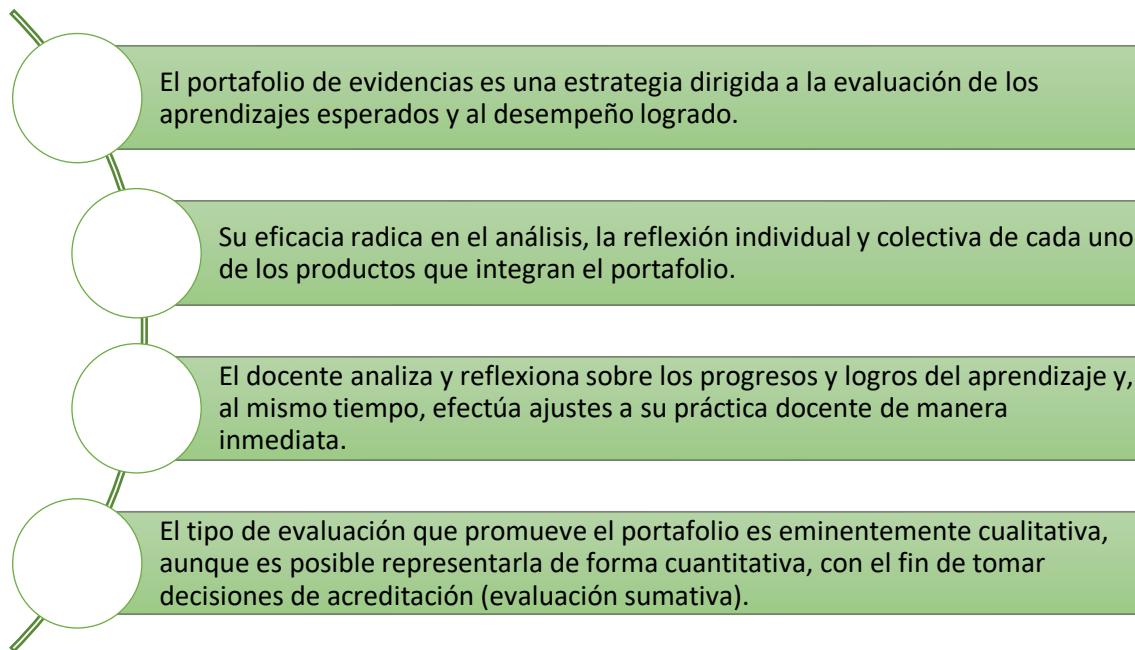 El portafolio de evidencias es una estrategia dirigida a la evaluación de los
aprendizajes esperados y al desempeño logrado.
Su eficacia radica en el análisis, la reflexión individual y colectiva de cada uno
de los productos que integran el portafolio.
El docente analiza y reflexiona sobre los progresos y logros del aprendizaje y,
al mismo tiempo, efectúa ajustes a su práctica docente de manera
inmediata.
El tipo de evaluación que promueve el portafolio es eminentemente cualitativa,
aunque es posible representarla de forma cuantitativa, con el fin de tomar
decisiones de acreditación (evaluación sumativa).